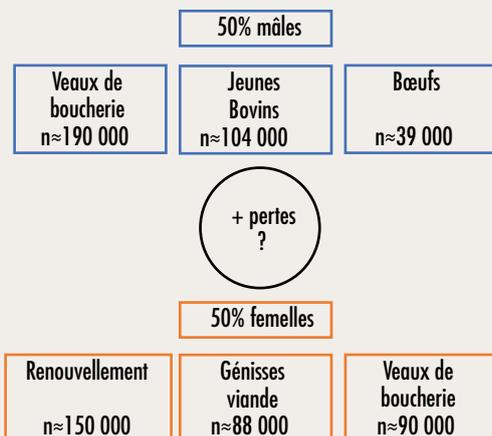 50% mâles
Veaux de
boucherie
n≈190 000
Jeunes
Bovins
n≈104 000
Bœufs
n≈39 000
+ pertes
?
50% femelles
Renouvellement
n≈150 000
Génisses
viande
n≈88 000
Veaux de
boucherie
n≈90 000